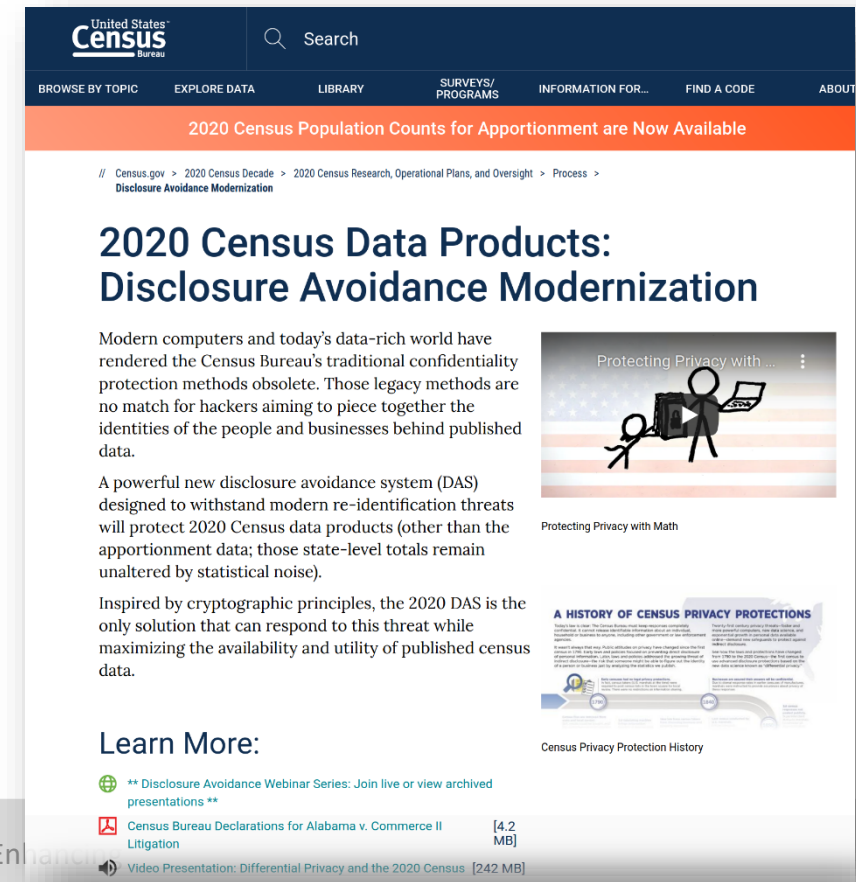 United States™
Census
Bureau
Search
BROWSE BY TOPIC
EXPLORE DATA
LIBRARY
SURVEYS/
PROGRAMS
INFORMATION FOR...
FIND A CODE
ABOUT
2020 Census Population Counts for Apportionment are Now Available
// Census.gov > 2020 Census Decade > 2020 Census Research, Operational Plans, and Oversight > Process >
Disclosure Avoidance Modernization
2020 Census Data Products:
Disclosure Avoidance Modernization
Modern computers and today's data-rich world have
rendered the Census Bureau's traditional confidentiality
protection methods obsolete. Those legacy methods are
no match for hackers aiming to piece together the
identities of the people and businesses behind published
data.
A powerful new disclosure avoidance system (DAS)
designed to withstand modern re-identification threats
will protect 2020 Census data products (other than the
apportionment data; those state-level totals remain
unaltered by statistical noise).
Inspired by cryptographic principles, the 2020 DAS is the
only solution that can respond to this threat while
maximizing the availability and utility of published census
data.
Protecting Privacy with ...
Protecting Privacy with Math
A HISTORY OF CENSUS PRIVACY PROTECTIONS
1790
1840
Census Privacy Protection History
Learn More:
** Disclosure Avoidance Webinar Series: Join live or view archived
presentations **
Census Bureau Declarations for Alabama v. Commerce II
Litigation
[4.2
MB]
Enhancing
Video Presentation: Differential Privacy and the 2020 Census [242 MB]